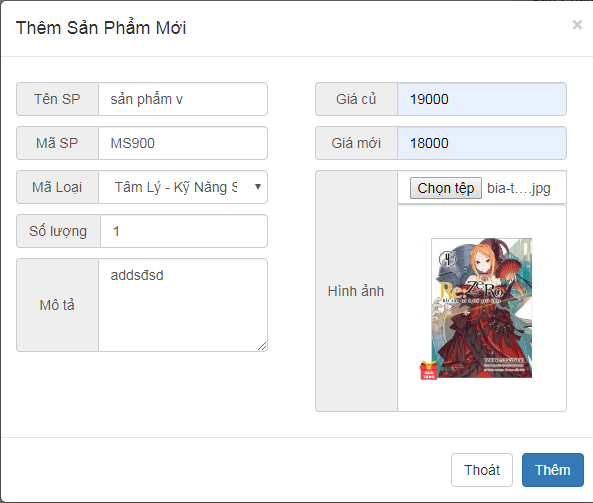 Thêm Sản Phẩm Mới
×
Tên SP
sản phẩm v
Mã SP
MS900
Mã Loại
Tâm Lý - Kỹ Năng S
Số lượng
1
Mô tả
addsđsd
Giá củ
19000
Giá mới
18000
Hình ảnh
Chọn tệp bia-t….jpg
4
Re:ZERO
Thoát
Thêm